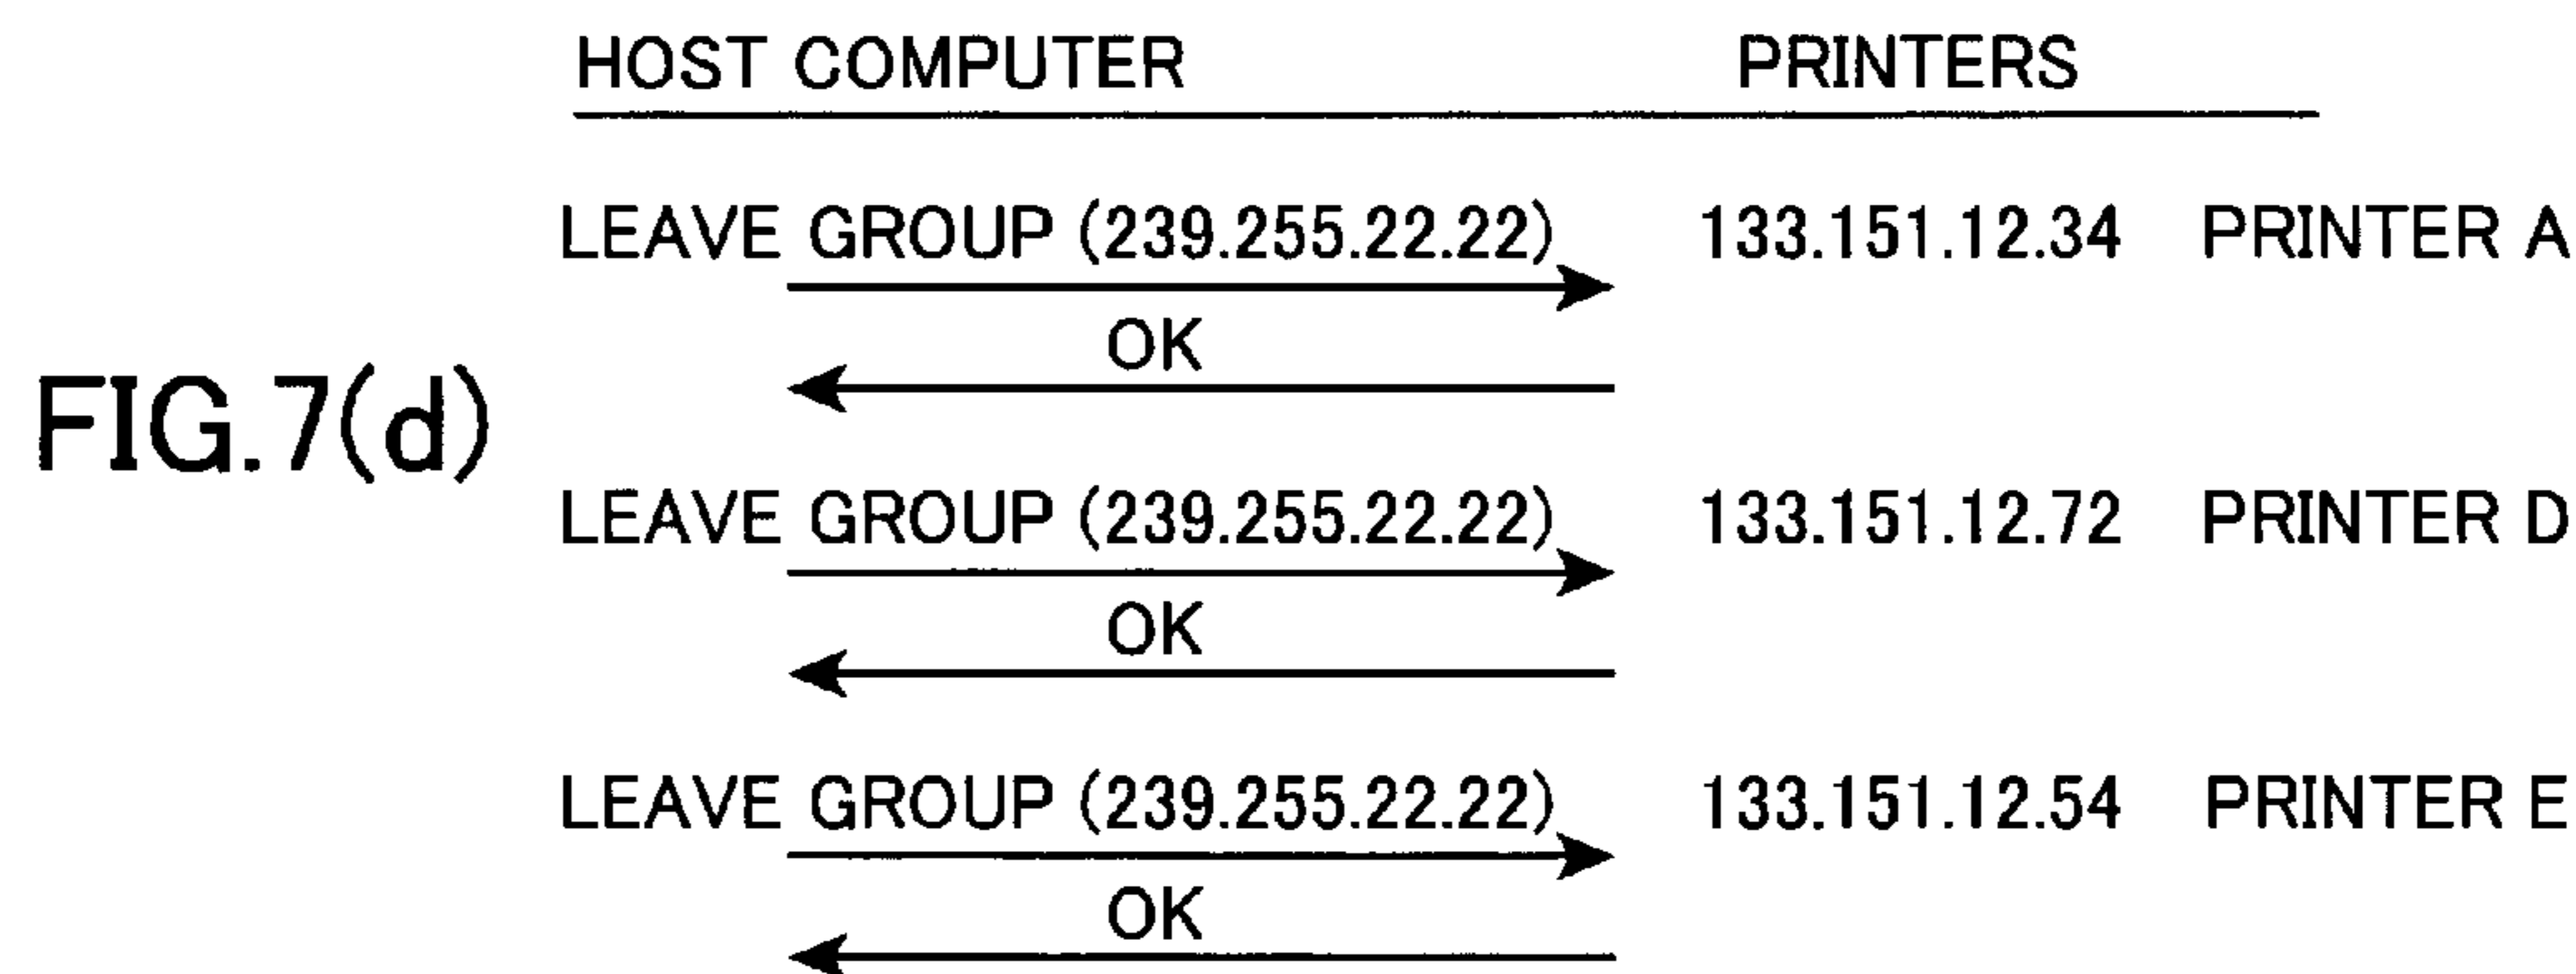 HOST COMPUTER PRINTERS
LEAVE GROUP (239.255.22.22) 133.151.12.34 PRINTER A
OK
FIG.7(d)
LEAVE GROUP (239.255.22.22) 133.151.12.72 PRINTER D
OK
LEAVE GROUP (239.255.22.22) 133.151.12.54 PRINTER E
OK